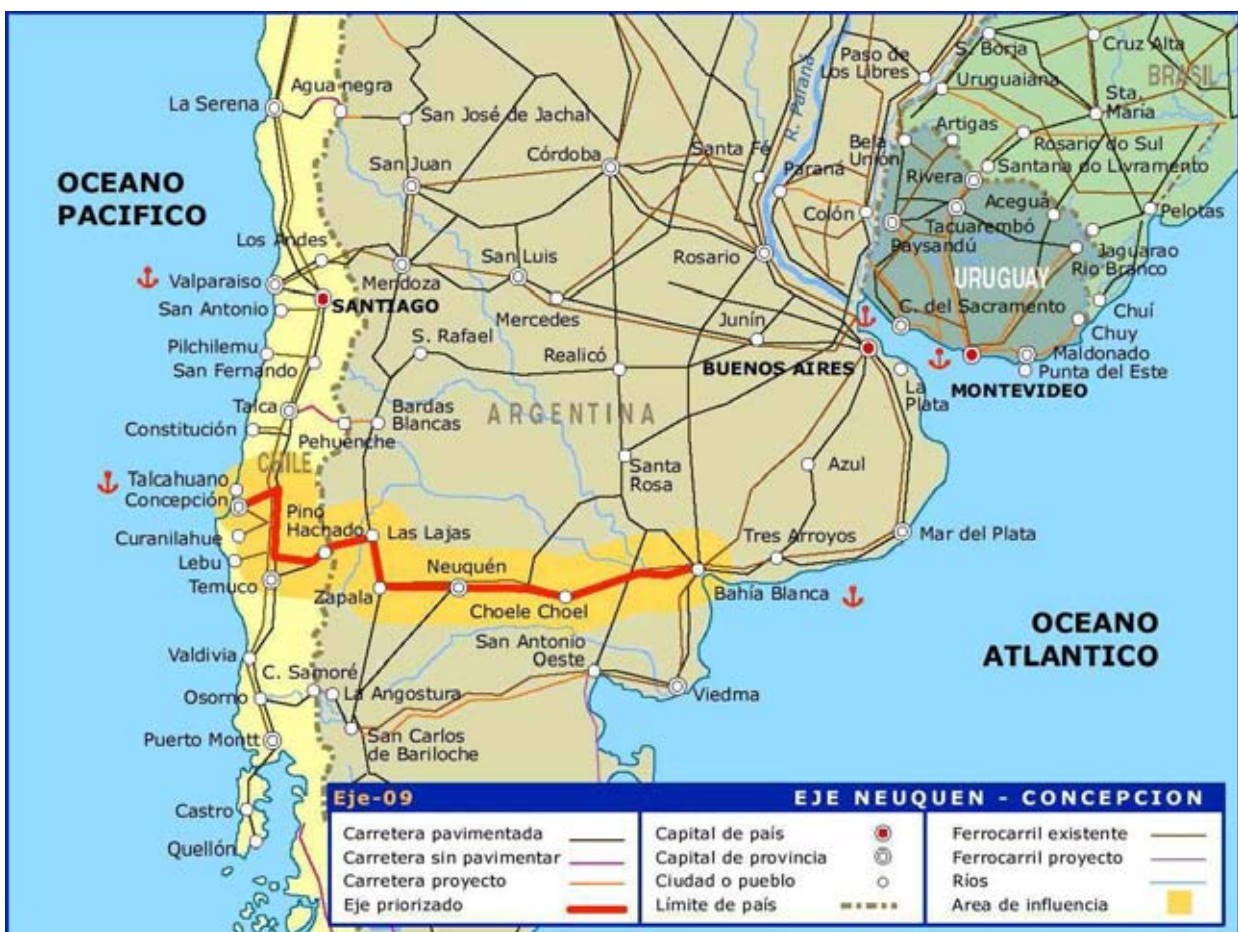 Agua negra
La Serena
San José de Jachal
San Juan
Córdoba
Santa Fé
R. Paraná
Paraná
Paso de
Los Libres
S. Borja
Cruz Alta
BRASIL
Uruguaiana
Sta.
María
Artigas
Bela
Unión
Rosario do Sul
Santana do Livramento
Rivera
Aceguá
Pelotas
Colón
Tacuarembó
Paysandú
Jaguarao
Rio Branco
OCEANO
PACIFICO
Los Andes
Valparaiso
Mendoza
San Luis
Rosario
URUGUAY
C. del Sacramento
Chuí
Chuy
SANTIAGO
San Antonio
Mercedes
Junín
S. Rafael
Realicó
BUENOS AIRES
Maldonado
Punta del Este
La
Plata
MONTEVIDEO
Pilchilemu
San Fernando
Talca
Constitución
Pehuenche
Bardas
Blancas
ARGENTINA
CHILE
Santa
Rosa
Azul
Talcahuano
Concepción
Pino
Hachado
Las Lajas
Curanilahue
Lebu
Temuco
Neuquén
Zapala
Choele Choel
Tres Arroyos
Mar del Plata
Bahía Blanca
San Antonio
Oeste
Viedma
OCEANO
ATLANTICO
Valdivia
C. Samoré
Osorno
La Angostura
Puerto Montt
San Carlos
de Bariloche
Castro
Quellón
Eje-09
EJE NEUQUEN - CONCEPCION
Carretera pavimentada
Carretera sin pavimentar
Carretera proyecto
Eje priorizado
Capital de país
Capital de provincia
Ciudad o pueblo
Límite de país
Ferrocarril existente
Ferrocarril proyecto
Ríos
Area de influencia